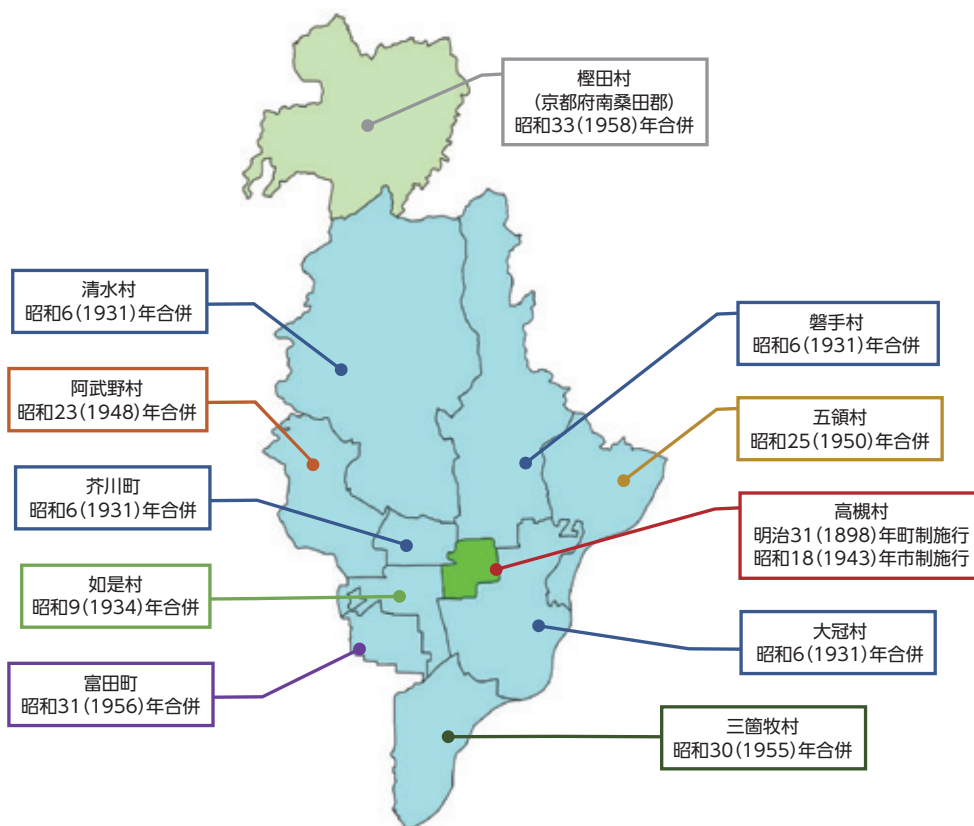 樫田村
(京都府南桑田郡)
昭和33(1958)年合併
清水村
昭和6(1931)年合併
磐手村
昭和6(1931)年合併
阿武野村
昭和23(1948)年合併
五領村
昭和25(1950)年合併
芥川町
昭和6(1931)年合併
高槻村
明治31(1898)年町制施行
昭和18(1943)年市制施行
如是村
昭和9(1934)年合併
大冠村
昭和6(1931)年合併
富田町
昭和31(1956)年合併
三箇牧村
昭和30(1955)年合併